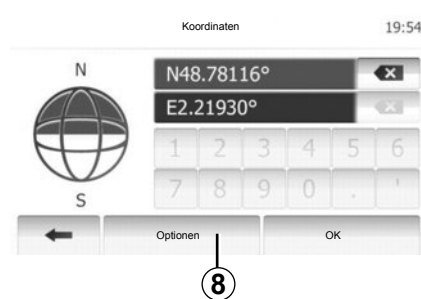 Koordinaten 19:54
N
N48.78116°
E2.21930°
1 2 3 4 5 6
S
7 8 9 0 . '
Optionen OK
8